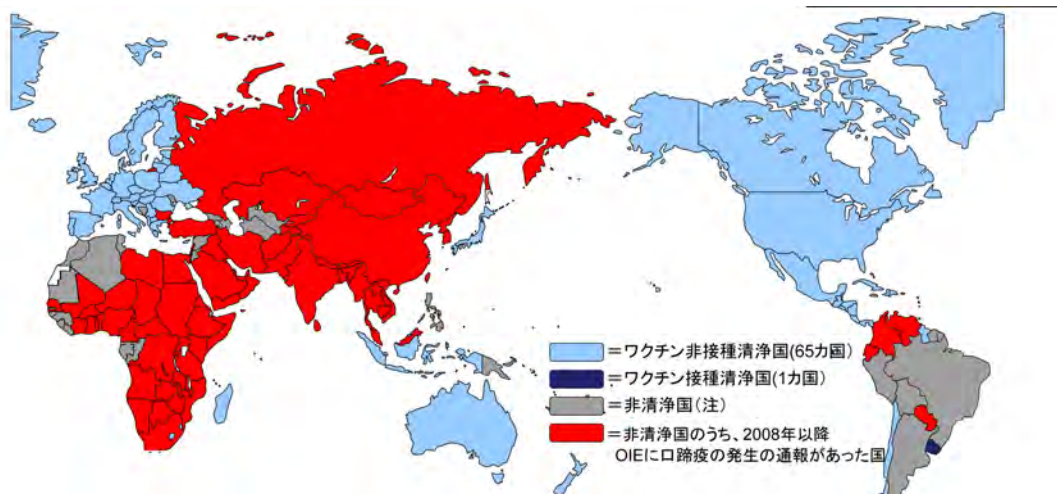 ＝ワクチン非接種清浄国(65カ国)
＝ワクチン接種清浄国(1カ国)
＝非清浄国(注)
＝非清浄国のうち、2008年以降
OIEに口蹄疫の発生の通報があった国